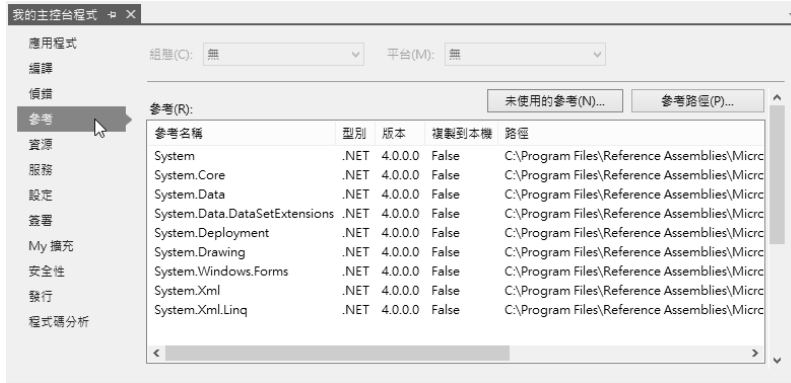 我的主控台程式
應用程式
編譯
偵錯
參考
資源
服務
設定
簽署
My 擴充
安全性
發行
程式碼分析
組態(C): 無 平台(M): 無
未使用的參考(N)... 參考路徑(P)...
參考(R):
參考名稱 型別 版本 複製到本機 路徑
System .NET 4.0.0.0 False C:\Program Files\Reference Assemblies\Micrc
System.Core .NET 4.0.0.0 False C:\Program Files\Reference Assemblies\Micrc
System.Data .NET 4.0.0.0 False C:\Program Files\Reference Assemblies\Micrc
System.Data.DataSetExtensions .NET 4.0.0.0 False C:\Program Files\Reference Assemblies\Micrc
System.Deployment .NET 4.0.0.0 False C:\Program Files\Reference Assemblies\Micrc
System.Drawing .NET 4.0.0.0 False C:\Program Files\Reference Assemblies\Micrc
System.Windows.Forms .NET 4.0.0.0 False C:\Program Files\Reference Assemblies\Micrc
System.Xml .NET 4.0.0.0 False C:\Program Files\Reference Assemblies\Micrc
System.Xml.Linq .NET 4.0.0.0 False C:\Program Files\Reference Assemblies\Micrc